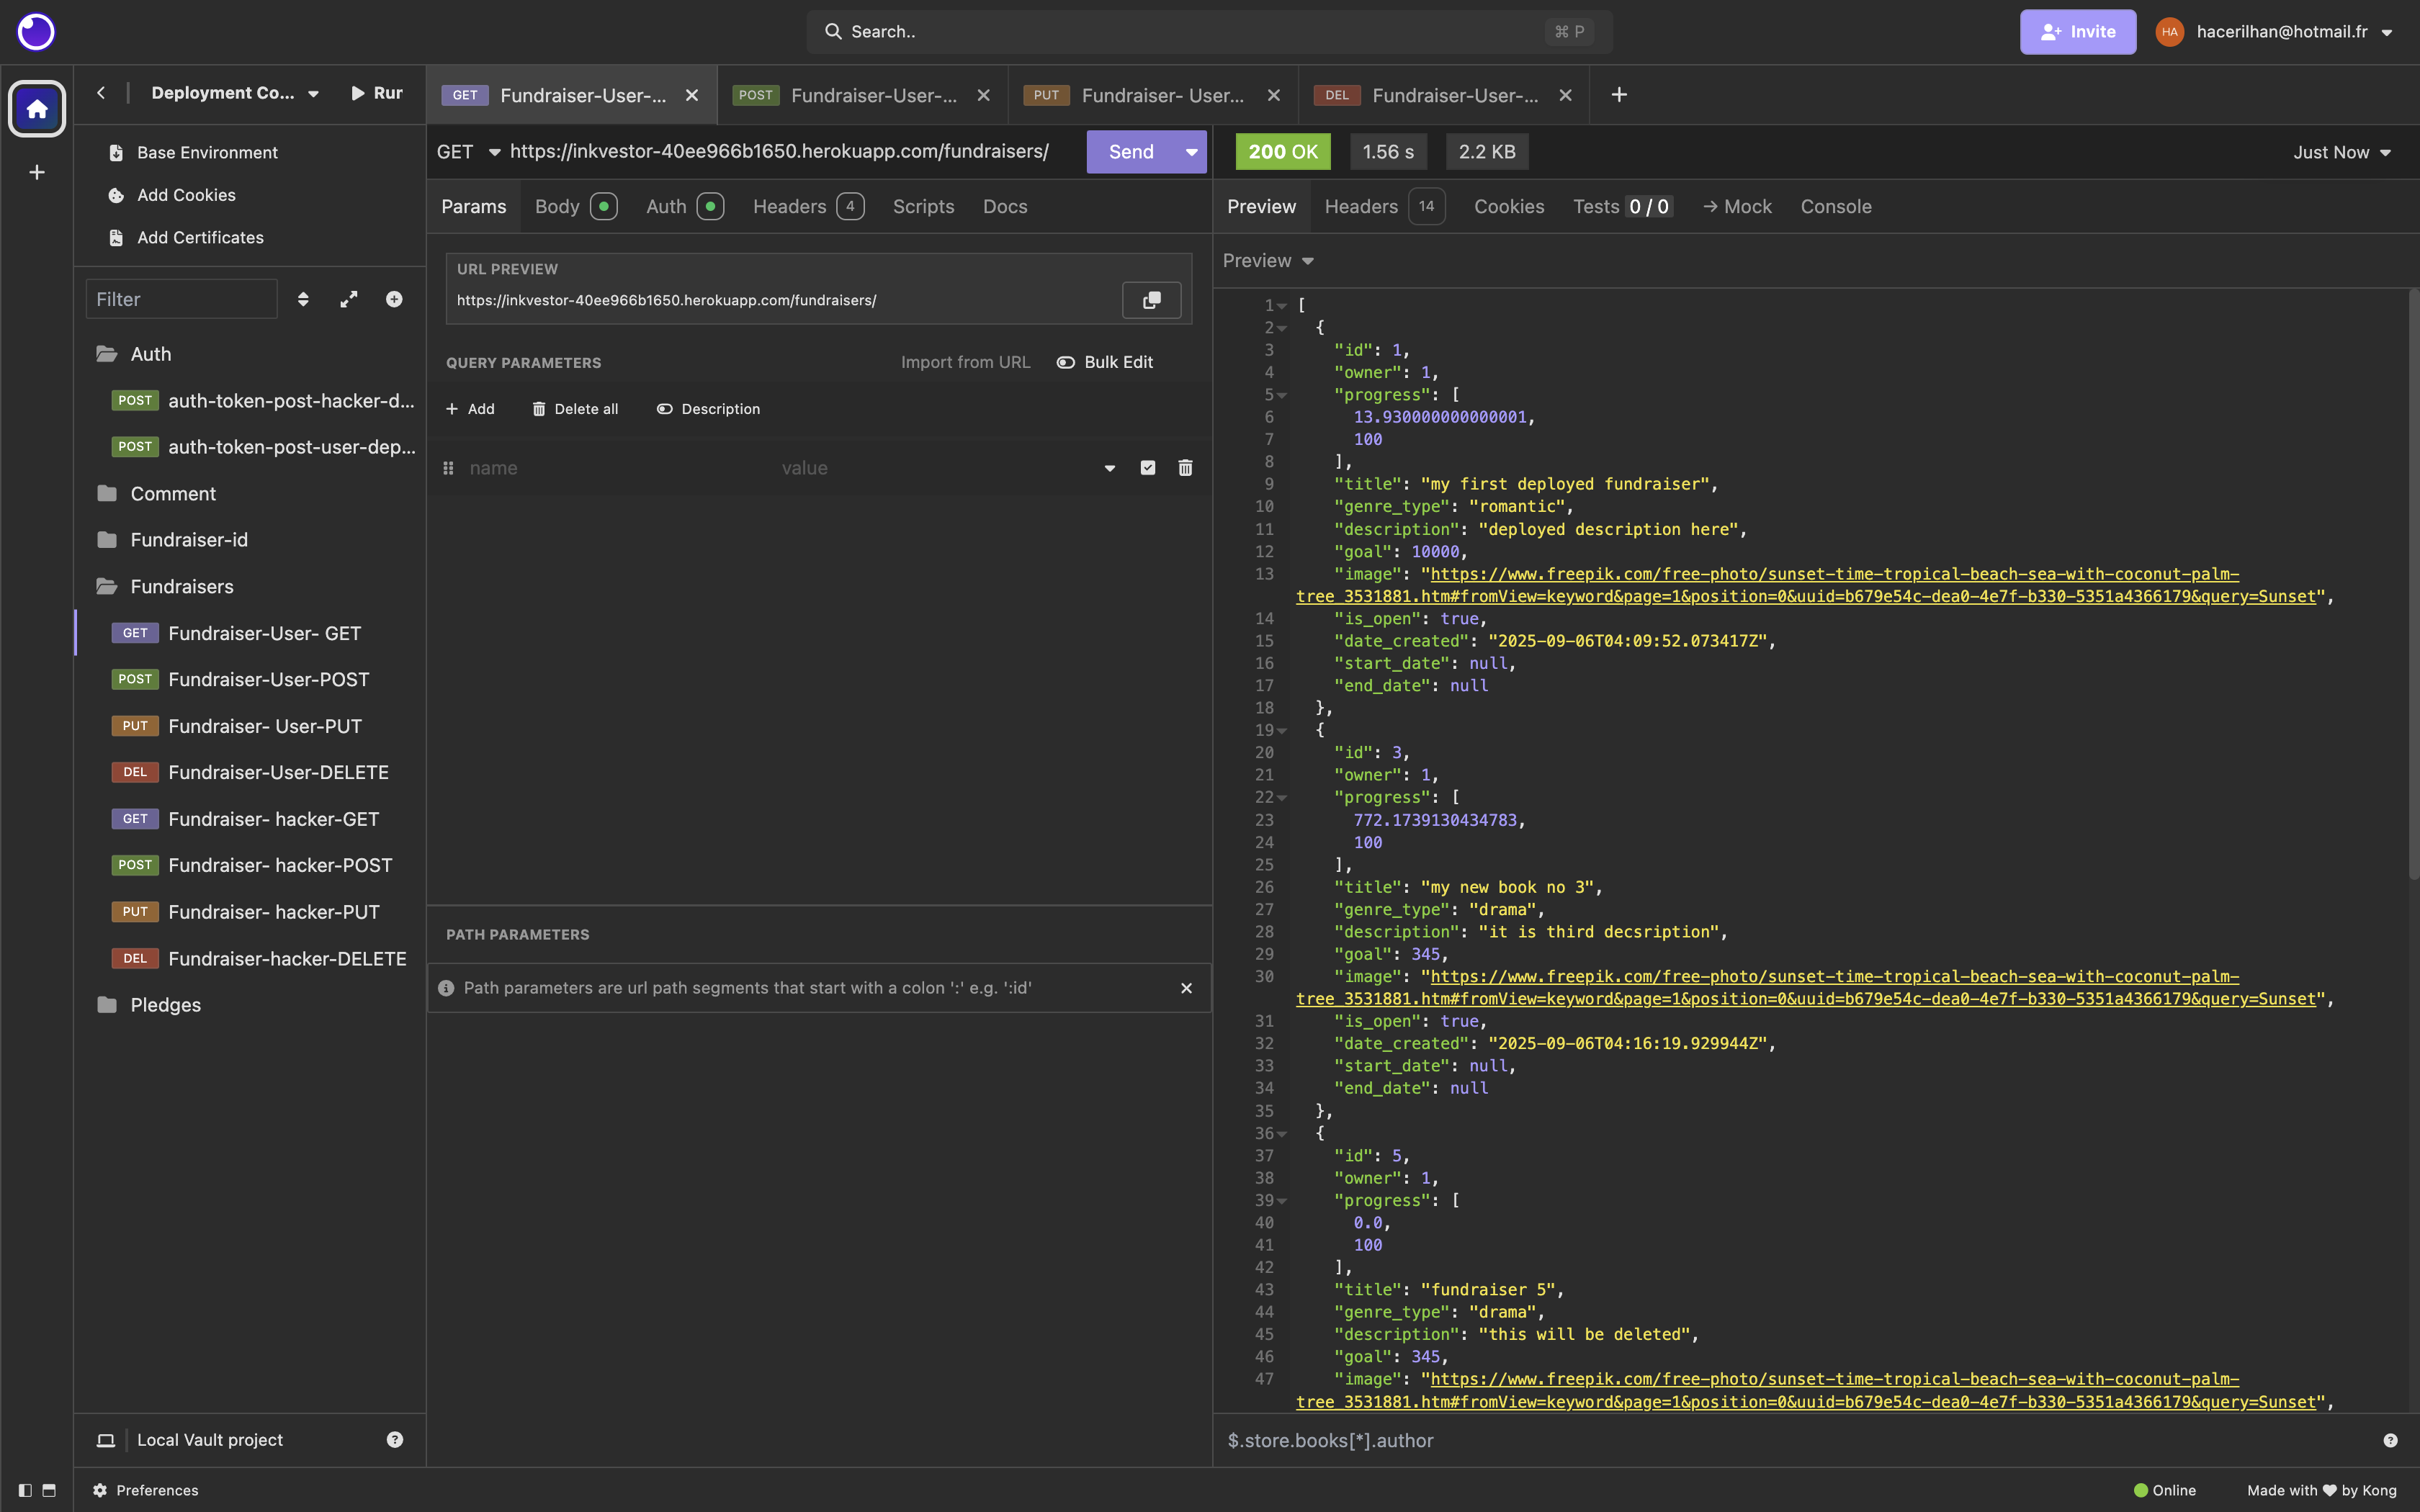 Search..
⌘ P
Invite
HA
hacerilhan@hotmail.fr
Deployment Co...
Run
GET Fundraiser-User-...
POST Fundraiser-User-...
PUT Fundraiser- User...
DEL Fundraiser-User-...
Base Environment
Add Cookies
Add Certificates
Filter
Auth
POST auth-token-post-hacker-d...
POST auth-token-post-user-dep...
Comment
Fundraiser-id
Fundraisers
GET Fundraiser-User- GET
POST Fundraiser-User-POST
PUT Fundraiser- User-PUT
DEL Fundraiser-User-DELETE
GET Fundraiser- hacker-GET
POST Fundraiser- hacker-POST
PUT Fundraiser- hacker-PUT
DEL Fundraiser-hacker-DELETE
Pledges
Local Vault project
GET https://inkvestor-40ee966b1650.herokuapp.com/fundraisers/ Send
Params Body Auth Headers 4 Scripts Docs
URL PREVIEW
https://inkvestor-40ee966b1650.herokuapp.com/fundraisers/
QUERY PARAMETERS Import from URL Bulk Edit
Add Delete all Description
name value
PATH PARAMETERS
Path parameters are url path segments that start with a colon ':' e.g. ':id'
200 OK 1.56 s 2.2 KB Just Now
Preview Headers 14 Cookies Tests 0 / 0 → Mock Console
Preview
1 [
2 {
3 "id": 1,
4 "owner": 1,
5 "progress": [
6 13.930000000000001,
7 100
8 ],
9 "title": "my first deployed fundraiser",
10 "genre_type": "romantic",
11 "description": "deployed description here",
12 "goal": 10000,
13 "image": "https://www.freepik.com/free-photo/sunset-time-tropical-beach-sea-with-coconut-palm-
tree_3531881.htm#fromView=keyword&page=1&position=0&uuid=b679e54c-dea0-4e7f-b330-5351a4366179&query=Sunset",
14 "is_open": true,
15 "date_created": "2025-09-06T04:09:52.073417Z",
16 "start_date": null,
17 "end_date": null
18 },
19 {
20 "id": 3,
21 "owner": 1,
22 "progress": [
23 772.1739130434783,
24 100
25 ],
26 "title": "my new book no 3",
27 "genre_type": "drama",
28 "description": "it is third decsription",
29 "goal": 345,
30 "image": "https://www.freepik.com/free-photo/sunset-time-tropical-beach-sea-with-coconut-palm-
tree_3531881.htm#fromView=keyword&page=1&position=0&uuid=b679e54c-dea0-4e7f-b330-5351a4366179&query=Sunset",
31 "is_open": true,
32 "date_created": "2025-09-06T04:16:19.929944Z",
33 "start_date": null,
34 "end_date": null
35 },
36 {
37 "id": 5,
38 "owner": 1,
39 "progress": [
40 0.0,
41 100
42 ],
43 "title": "fundraiser 5",
44 "genre_type": "drama",
45 "description": "this will be deleted",
46 "goal": 345,
47 "image": "https://www.freepik.com/free-photo/sunset-time-tropical-beach-sea-with-coconut-palm-
tree_3531881.htm#fromView=keyword&page=1&position=0&uuid=b679e54c-dea0-4e7f-b330-5351a4366179&query=Sunset",
$.store.books[*].author
Preferences
Online
Made with ♥ by Kong